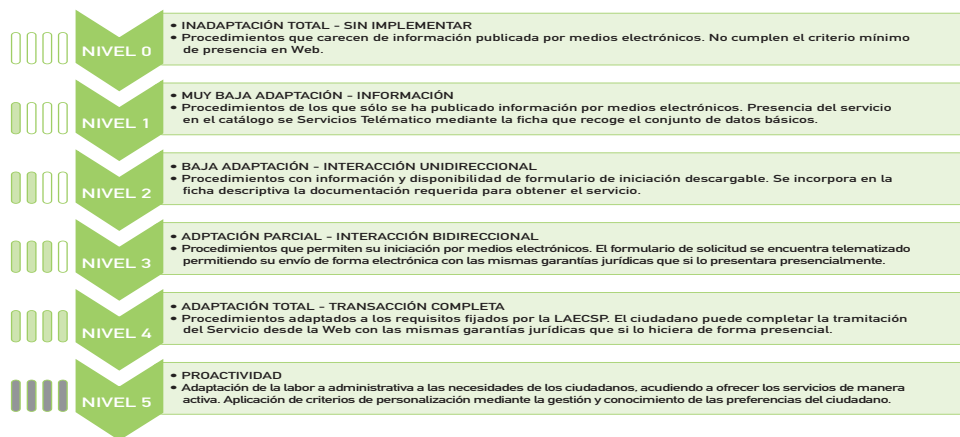 NIVEL 0
• INADAPTACIÓN TOTAL - SIN IMPLEMENTAR
• Procedimientos que carecen de información publicada por medios electrónicos. No cumplen el criterio mínimo
de presencia en Web.
NIVEL 1
• MUY BAJA ADAPTACIÓN - INFORMACIÓN
• Procedimientos de los que sólo se ha publicado información por medios electrónicos. Presencia del servicio
en el catálogo se Servicios Telématico mediante la ficha que recoge el conjunto de datos básicos.
NIVEL 2
• BAJA ADAPTACIÓN - INTERACCIÓN UNIDIRECCIONAL
• Procedimientos con información y disponibilidad de formulario de iniciación descargable. Se incorpora en la
ficha descriptiva la documentación requerida para obtener el servicio.
NIVEL 3
• ADPTACIÓN PARCIAL - INTERACCIÓN BIDIRECCIONAL
• Procedimientos que permiten su iniciación por medios electrónicos. El formulario de solicitud se encuentra telematizado
permitiendo su envío de forma electrónica con las mismas garantías jurídicas que si lo presentara presencialmente.
NIVEL 4
• ADAPTACIÓN TOTAL - TRANSACCIÓN COMPLETA
• Procedimientos adaptados a los requisitos fijados por la LAECSP. El ciudadano puede completar la tramitación
del Servicio desde la Web con las mismas garantías jurídicas que si lo hiciera de forma presencial.
NIVEL 5
• PROACTIVIDAD
• Adaptación de la labor a administrativa a las necesidades de los ciudadanos, acudiendo a ofrecer los servicios de manera
activa. Aplicación de criterios de personalización mediante la gestión y conocimiento de las preferencias del ciudadano.